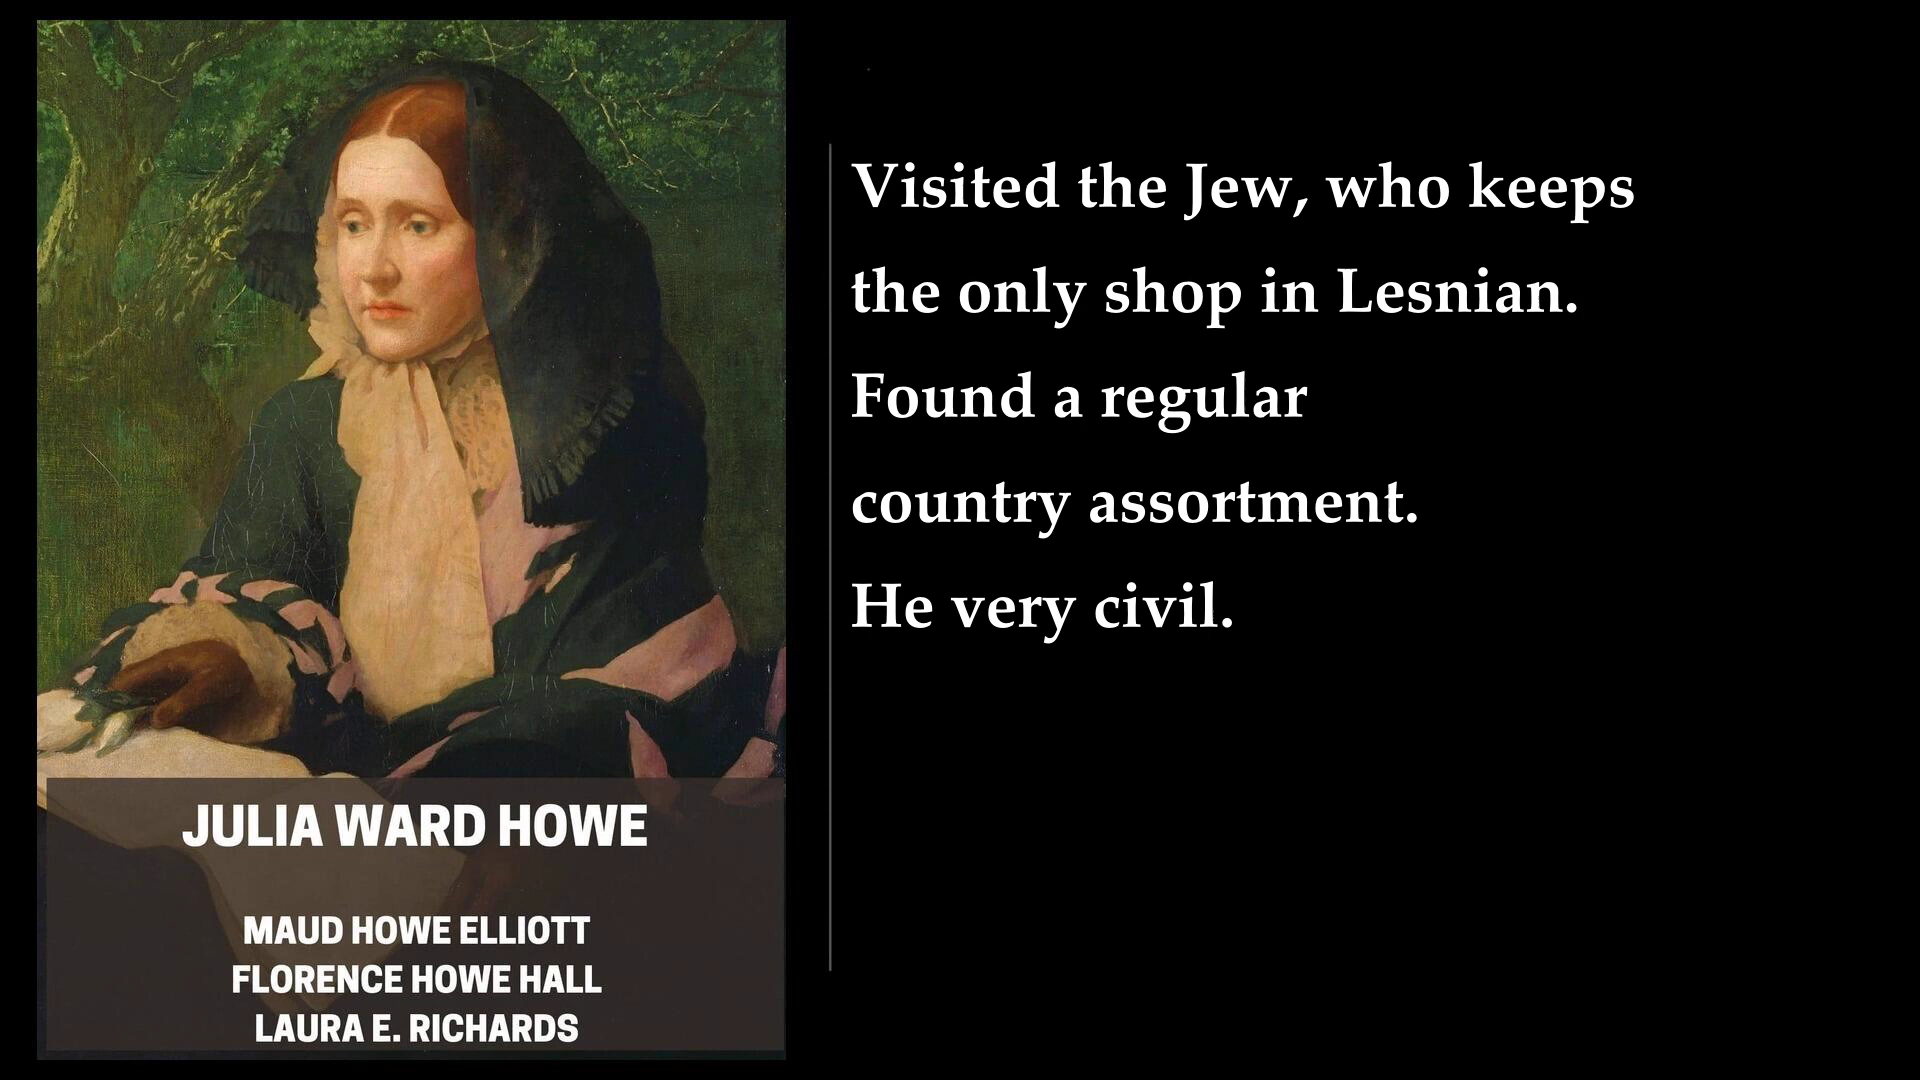 Visited the Jew, who keeps
the only shop in Lesnian.
Found a regular
country assortment.
He very civil.
JULIA WARD HOWE
MAUD HOWE ELLIOTT
FLORENCE HOWE HALL
LAURA E. RICHARDS